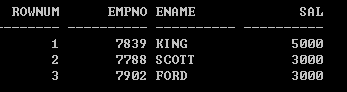 ROWNUM EMPNO ENAME SAL
---------- ---------- ---------- ----------
1 7839 KING 5000
2 7788 SCOTT 3000
3 7902 FORD 3000